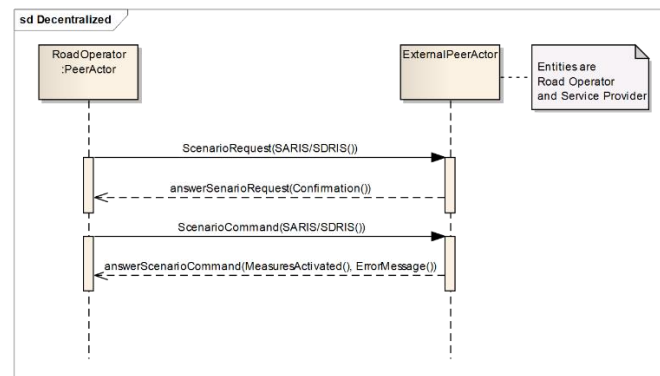 sd Decentralized
RoadOperator
:PeerActor
ExternalPeerActor
Entities are
Road Operator
and Service Provider
ScenarioRequest(SARIS/SDRIS())
answerSenarioRequest(Confirmation())
ScenarioCommand(SARIS/SDRIS())
answerScenarioCommand(MeasuresActivated(), ErrorMessage())